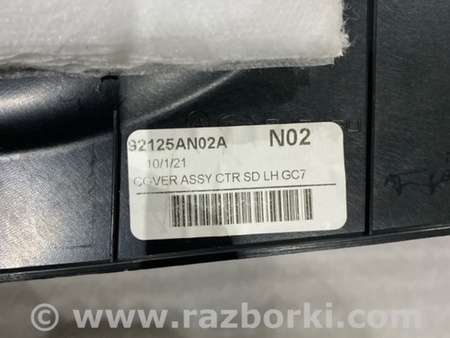 92125AN02A N02
10/1/21
COVER ASSY CTR SD LH GC7
www.razborki.com